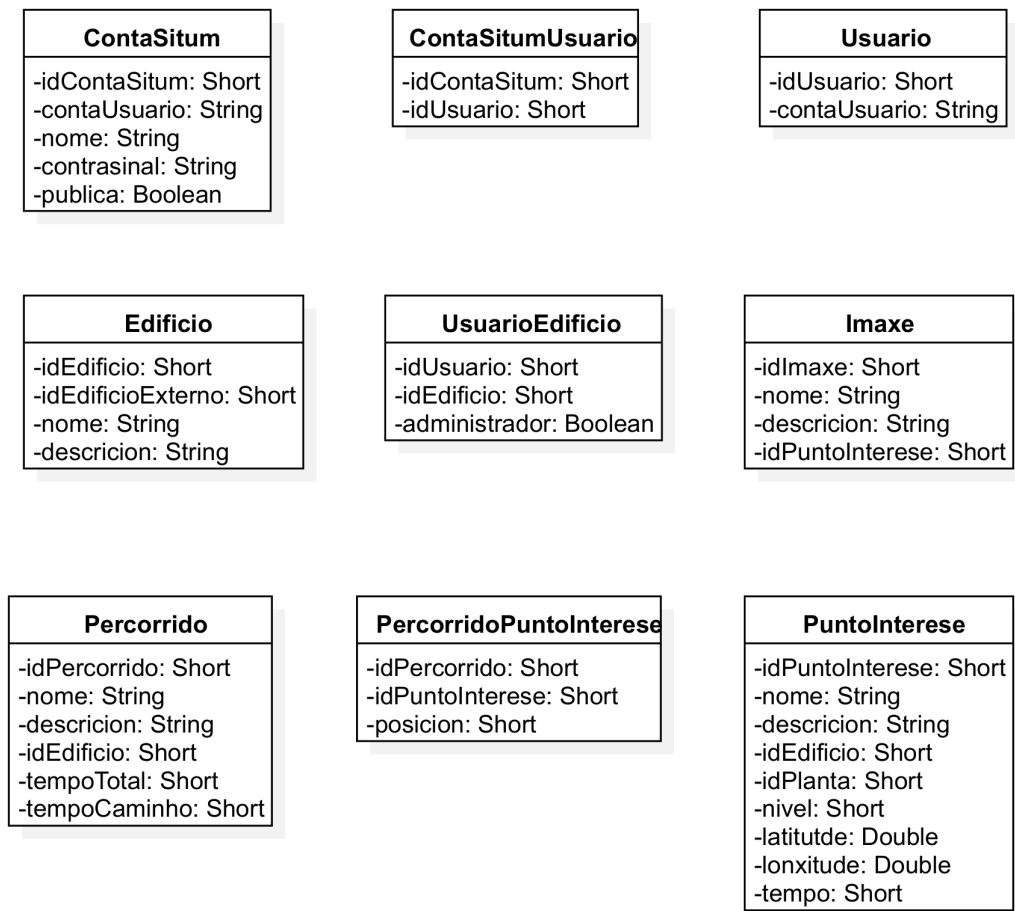 ContaSitum
-idContaSitum: Short
-contaUsuario: String
-nome: String
-contrasinal: String
-publica: Boolean
ContaSitumUsuario
-idContaSitum: Short
-idUsuario: Short
Usuario
-idUsuario: Short
-contaUsuario: String
Edificio
-idEdificio: Short
-idEdificioExterno: Short
-nome: String
-descricion: String
UsuarioEdificio
-idUsuario: Short
-idEdificio: Short
-administrador: Boolean
Imaxe
-idImaxe: Short
-nome: String
-descricion: String
-idPuntoInterese: Short
Percorrido
-idPercorrido: Short
-nome: String
-descricion: String
-idEdificio: Short
-tempoTotal: Short
-tempoCaminho: Short
PercorridoPuntoInterese
-idPercorrido: Short
-idPuntoInterese: Short
-posicion: Short
PuntoInterese
-idPuntoInterese: Short
-nome: String
-descricion: String
-idEdificio: Short
-idPlanta: Short
-nivel: Short
-latitutde: Double
-lonxitude: Double
-tempo: Short